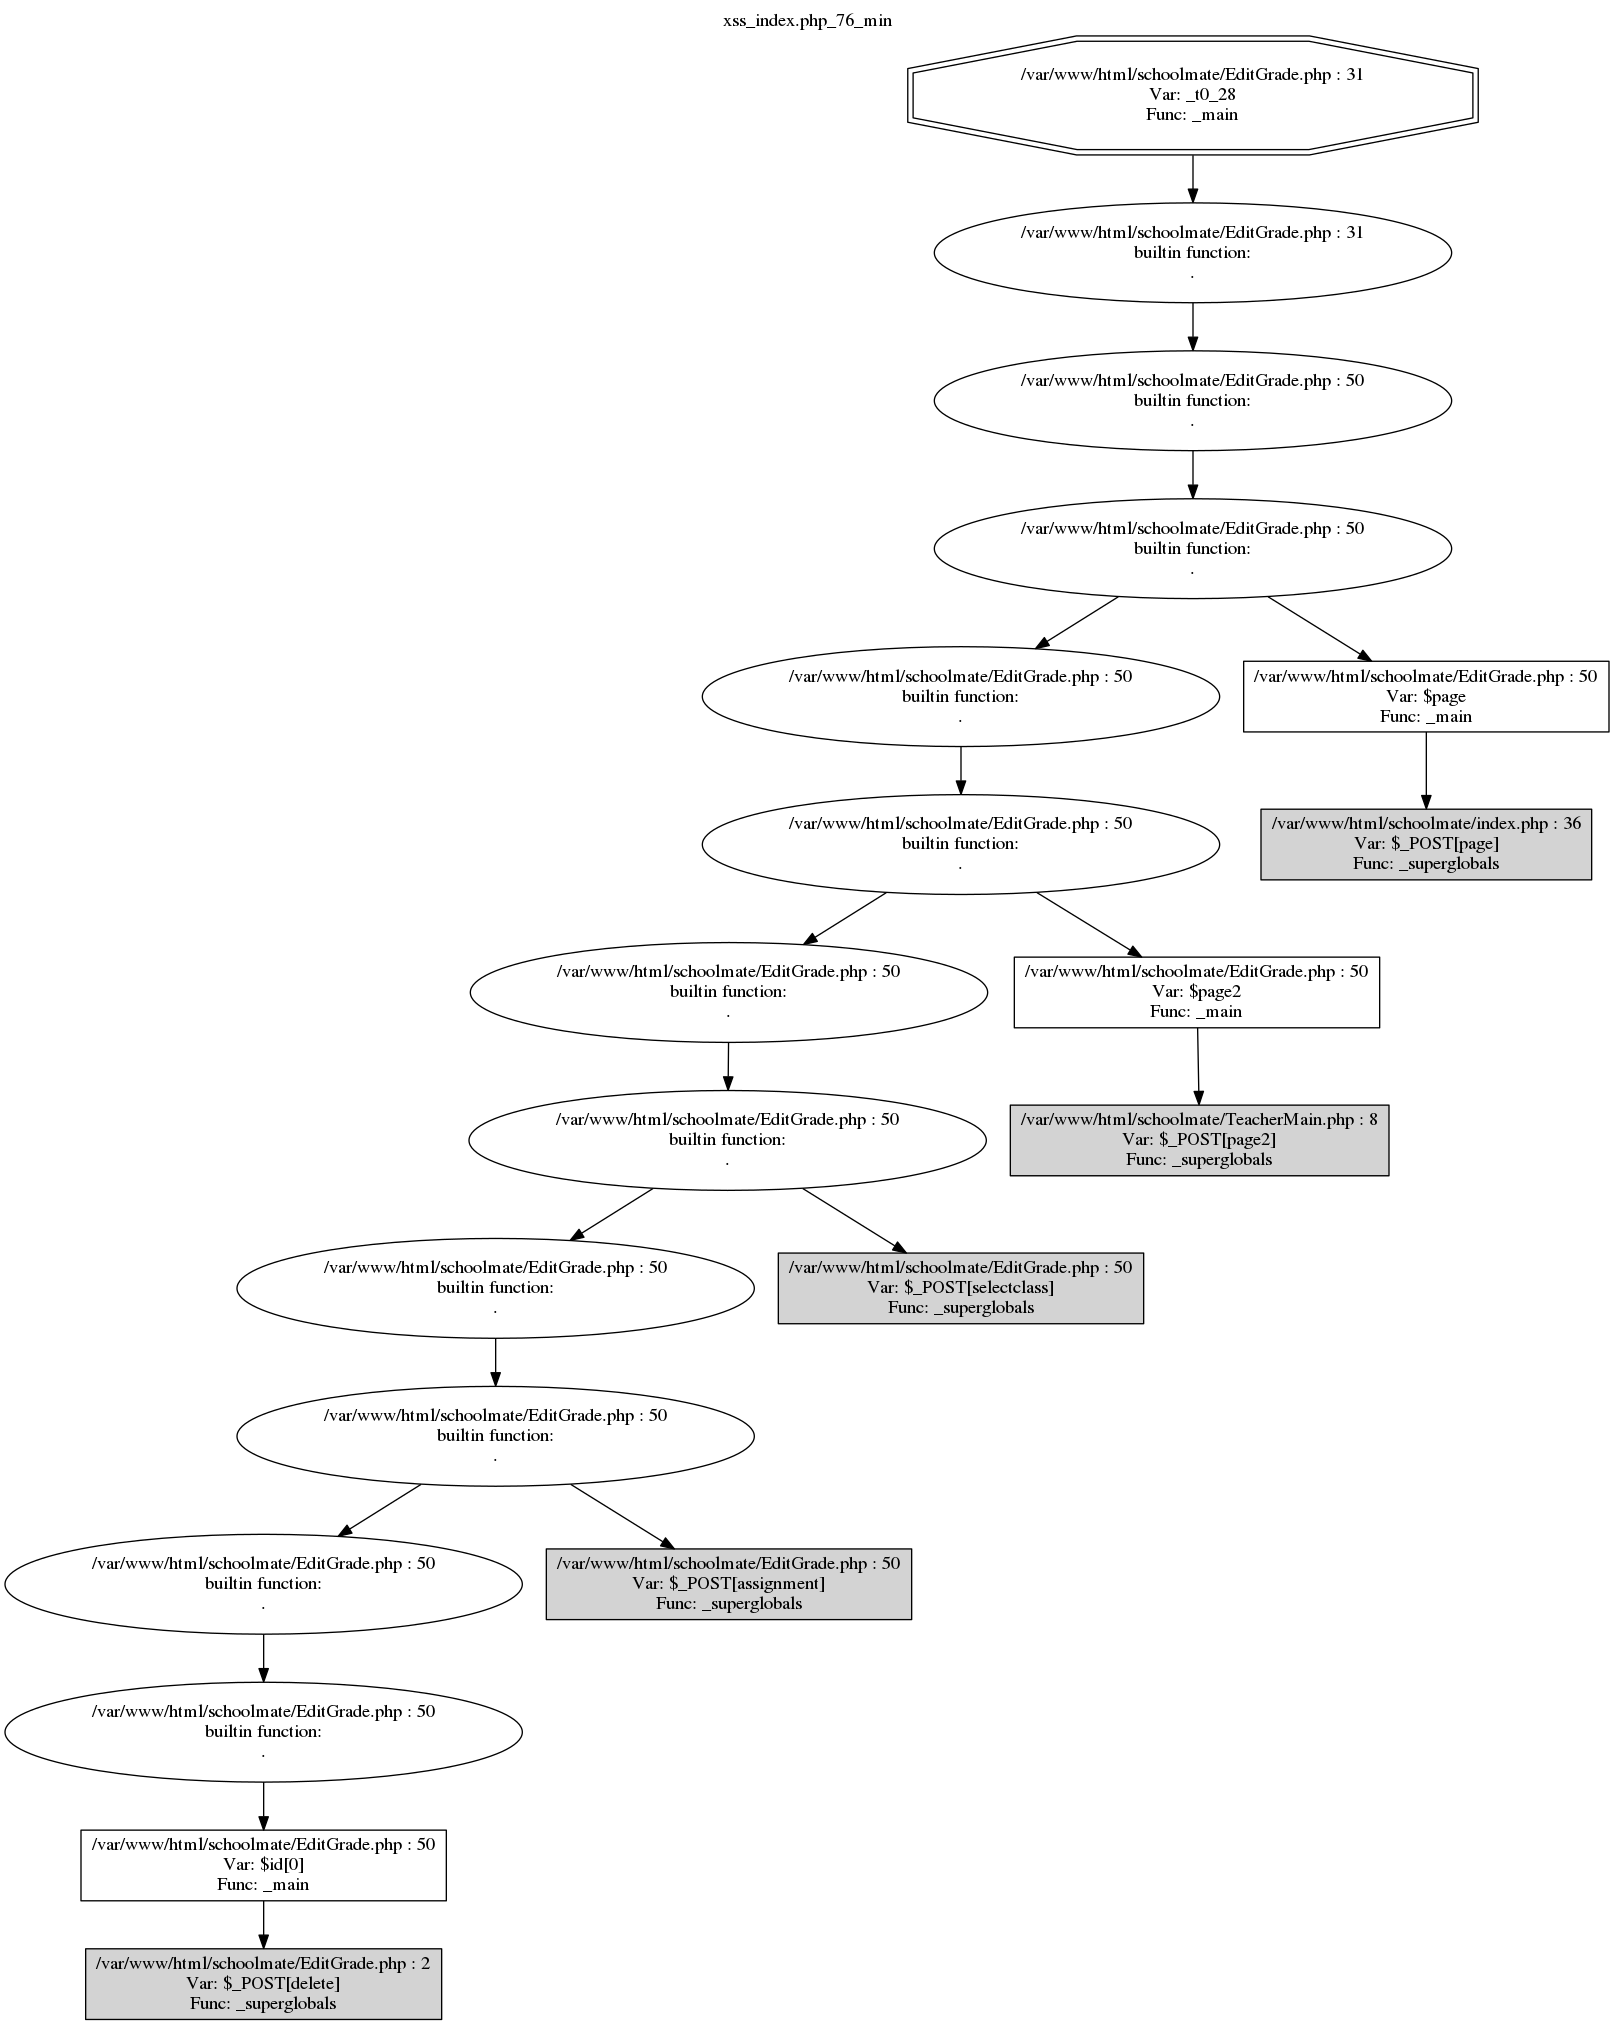 xss_index.php_76_min
/var/www/html/schoolmate/EditGrade.php : 31
Var: _t0_28
Func: _main
/var/www/html/schoolmate/EditGrade.php : 31
builtin function:
.
/var/www/html/schoolmate/EditGrade.php : 50
builtin function:
.
/var/www/html/schoolmate/EditGrade.php : 50
builtin function:
.
/var/www/html/schoolmate/EditGrade.php : 50
builtin function:
.
/var/www/html/schoolmate/EditGrade.php : 50
Var: $page
Func: _main
/var/www/html/schoolmate/EditGrade.php : 50
builtin function:
.
/var/www/html/schoolmate/index.php : 36
Var: $_POST[page]
Func: _superglobals
/var/www/html/schoolmate/EditGrade.php : 50
builtin function:
.
/var/www/html/schoolmate/EditGrade.php : 50
Var: $page2
Func: _main
/var/www/html/schoolmate/EditGrade.php : 50
builtin function:
.
/var/www/html/schoolmate/TeacherMain.php : 8
Var: $_POST[page2]
Func: _superglobals
/var/www/html/schoolmate/EditGrade.php : 50
builtin function:
.
/var/www/html/schoolmate/EditGrade.php : 50
Var: $_POST[selectclass]
Func: _superglobals
/var/www/html/schoolmate/EditGrade.php : 50
builtin function:
.
/var/www/html/schoolmate/EditGrade.php : 50
builtin function:
.
/var/www/html/schoolmate/EditGrade.php : 50
Var: $_POST[assignment]
Func: _superglobals
/var/www/html/schoolmate/EditGrade.php : 50
builtin function:
.
/var/www/html/schoolmate/EditGrade.php : 50
Var: $id[0]
Func: _main
/var/www/html/schoolmate/EditGrade.php : 2
Var: $_POST[delete]
Func: _superglobals